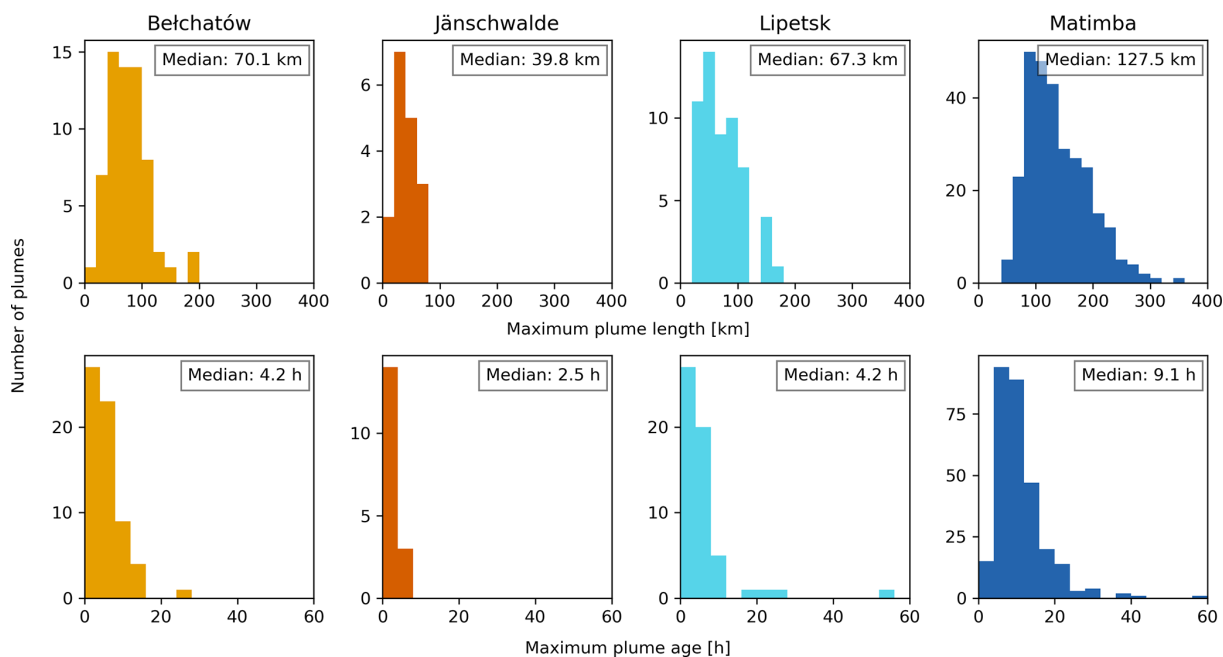 Bełchatów
Jänschwalde
Lipetsk
Matimba
Number of plumes
Median: 70.1 km
15
10
5
0
0 100 200 300 400
Median: 39.8 km
6
4
2
0
0 100 200 300 400
Median: 67.3 km
10
5
0
0 100 200 300 400
Median: 127.5 km
40
20
0
0 100 200 300 400
Maximum plume length [km]
Median: 4.2 h
20
10
0
0 20 40 60
Median: 2.5 h
10
5
0
0 20 40 60
Median: 4.2 h
20
10
0
0 20 40 60
Median: 9.1 h
75
50
25
0
0 20 40 60
Maximum plume age [h]